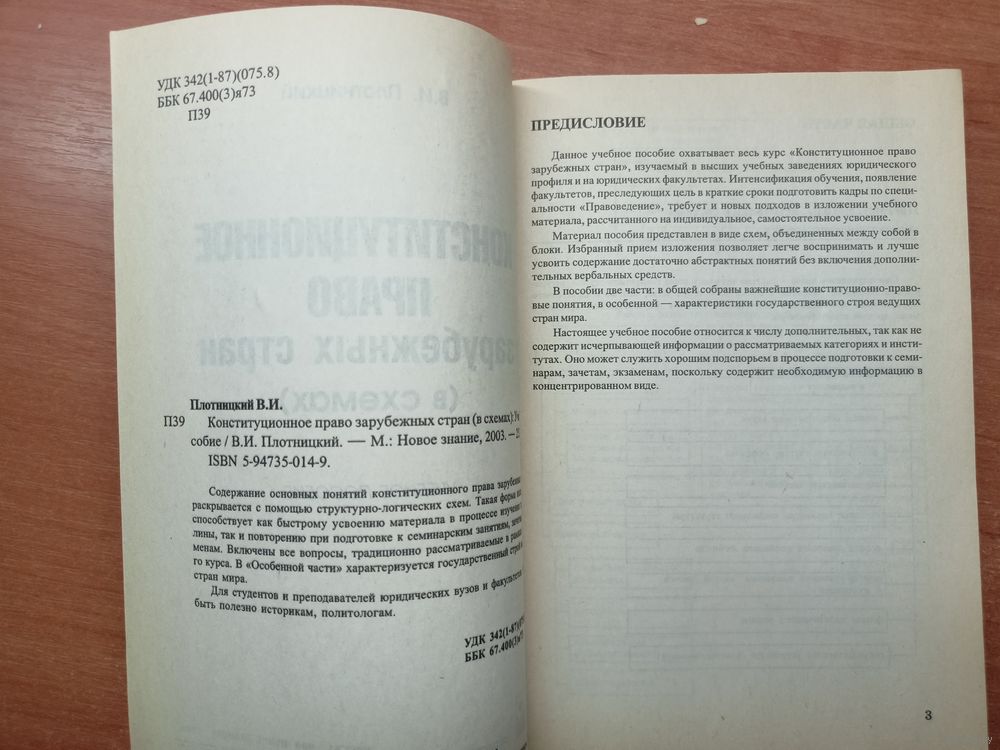 УДК 342(1-87)(075.8)
ББК 67.400(3)я73
П39
Плотницкий В.И.
П39 Конституционное право зарубежных стран (в схемах): 
собие / В.И. Плотницкий. — М.: Новое знание, 2003. —
ISBN 5-94735-014-9.
Содержание основных понятий конституционного права
раскрывается с помощью структурно-логических схем. Такая форма
способствует как быстрому усвоению материала в процессе изучения
лины, так и повторению при подготовке к семинарским занятиям,
менам. Включены все вопросы, традиционно рассматриваемые в
го курса. В «Особенной части» характеризуется государственный строй
стран мира.
Для студентов и преподавателей юридических вузов и
быть полезно историкам, политологам.
УДК 342(1-87)
ББК 67.400(3)
ПРЕДИСЛОВИЕ
Данное учебное пособие охватывает весь курс «Конституционное право
зарубежных стран», изучаемый в высших учебных заведениях юридического
профиля и на юридических факультетах. Интенсификация обучения, появление
факультетов, преследующих цель в краткие сроки подготовить кадры по специ-
альности «Правоведение», требует и новых подходов в изложении учебного
материала, рассчитанного на индивидуальное, самостоятельное усвоение.
Материал пособия представлен в виде схем, объединенных между собой в
блоки. Избранный прием изложения позволяет легче воспринимать и лучше
усвоить содержание достаточно абстрактных понятий без включения дополни-
тельных вербальных средств.
В пособии две части: в общей собраны важнейшие конституционно-право-
вые понятия, в особенной — характеристики государственного строя ведущих
стран мира.
Настоящее учебное пособие относится к числу дополнительных, так как не
содержит исчерпывающей информации о рассматриваемых категориях и инсти-
тутах. Оно может служить хорошим подспорьем в процессе подготовки к семи-
нарам, зачетам, экзаменам, поскольку содержит необходимую информацию в
концентрированном виде.
3